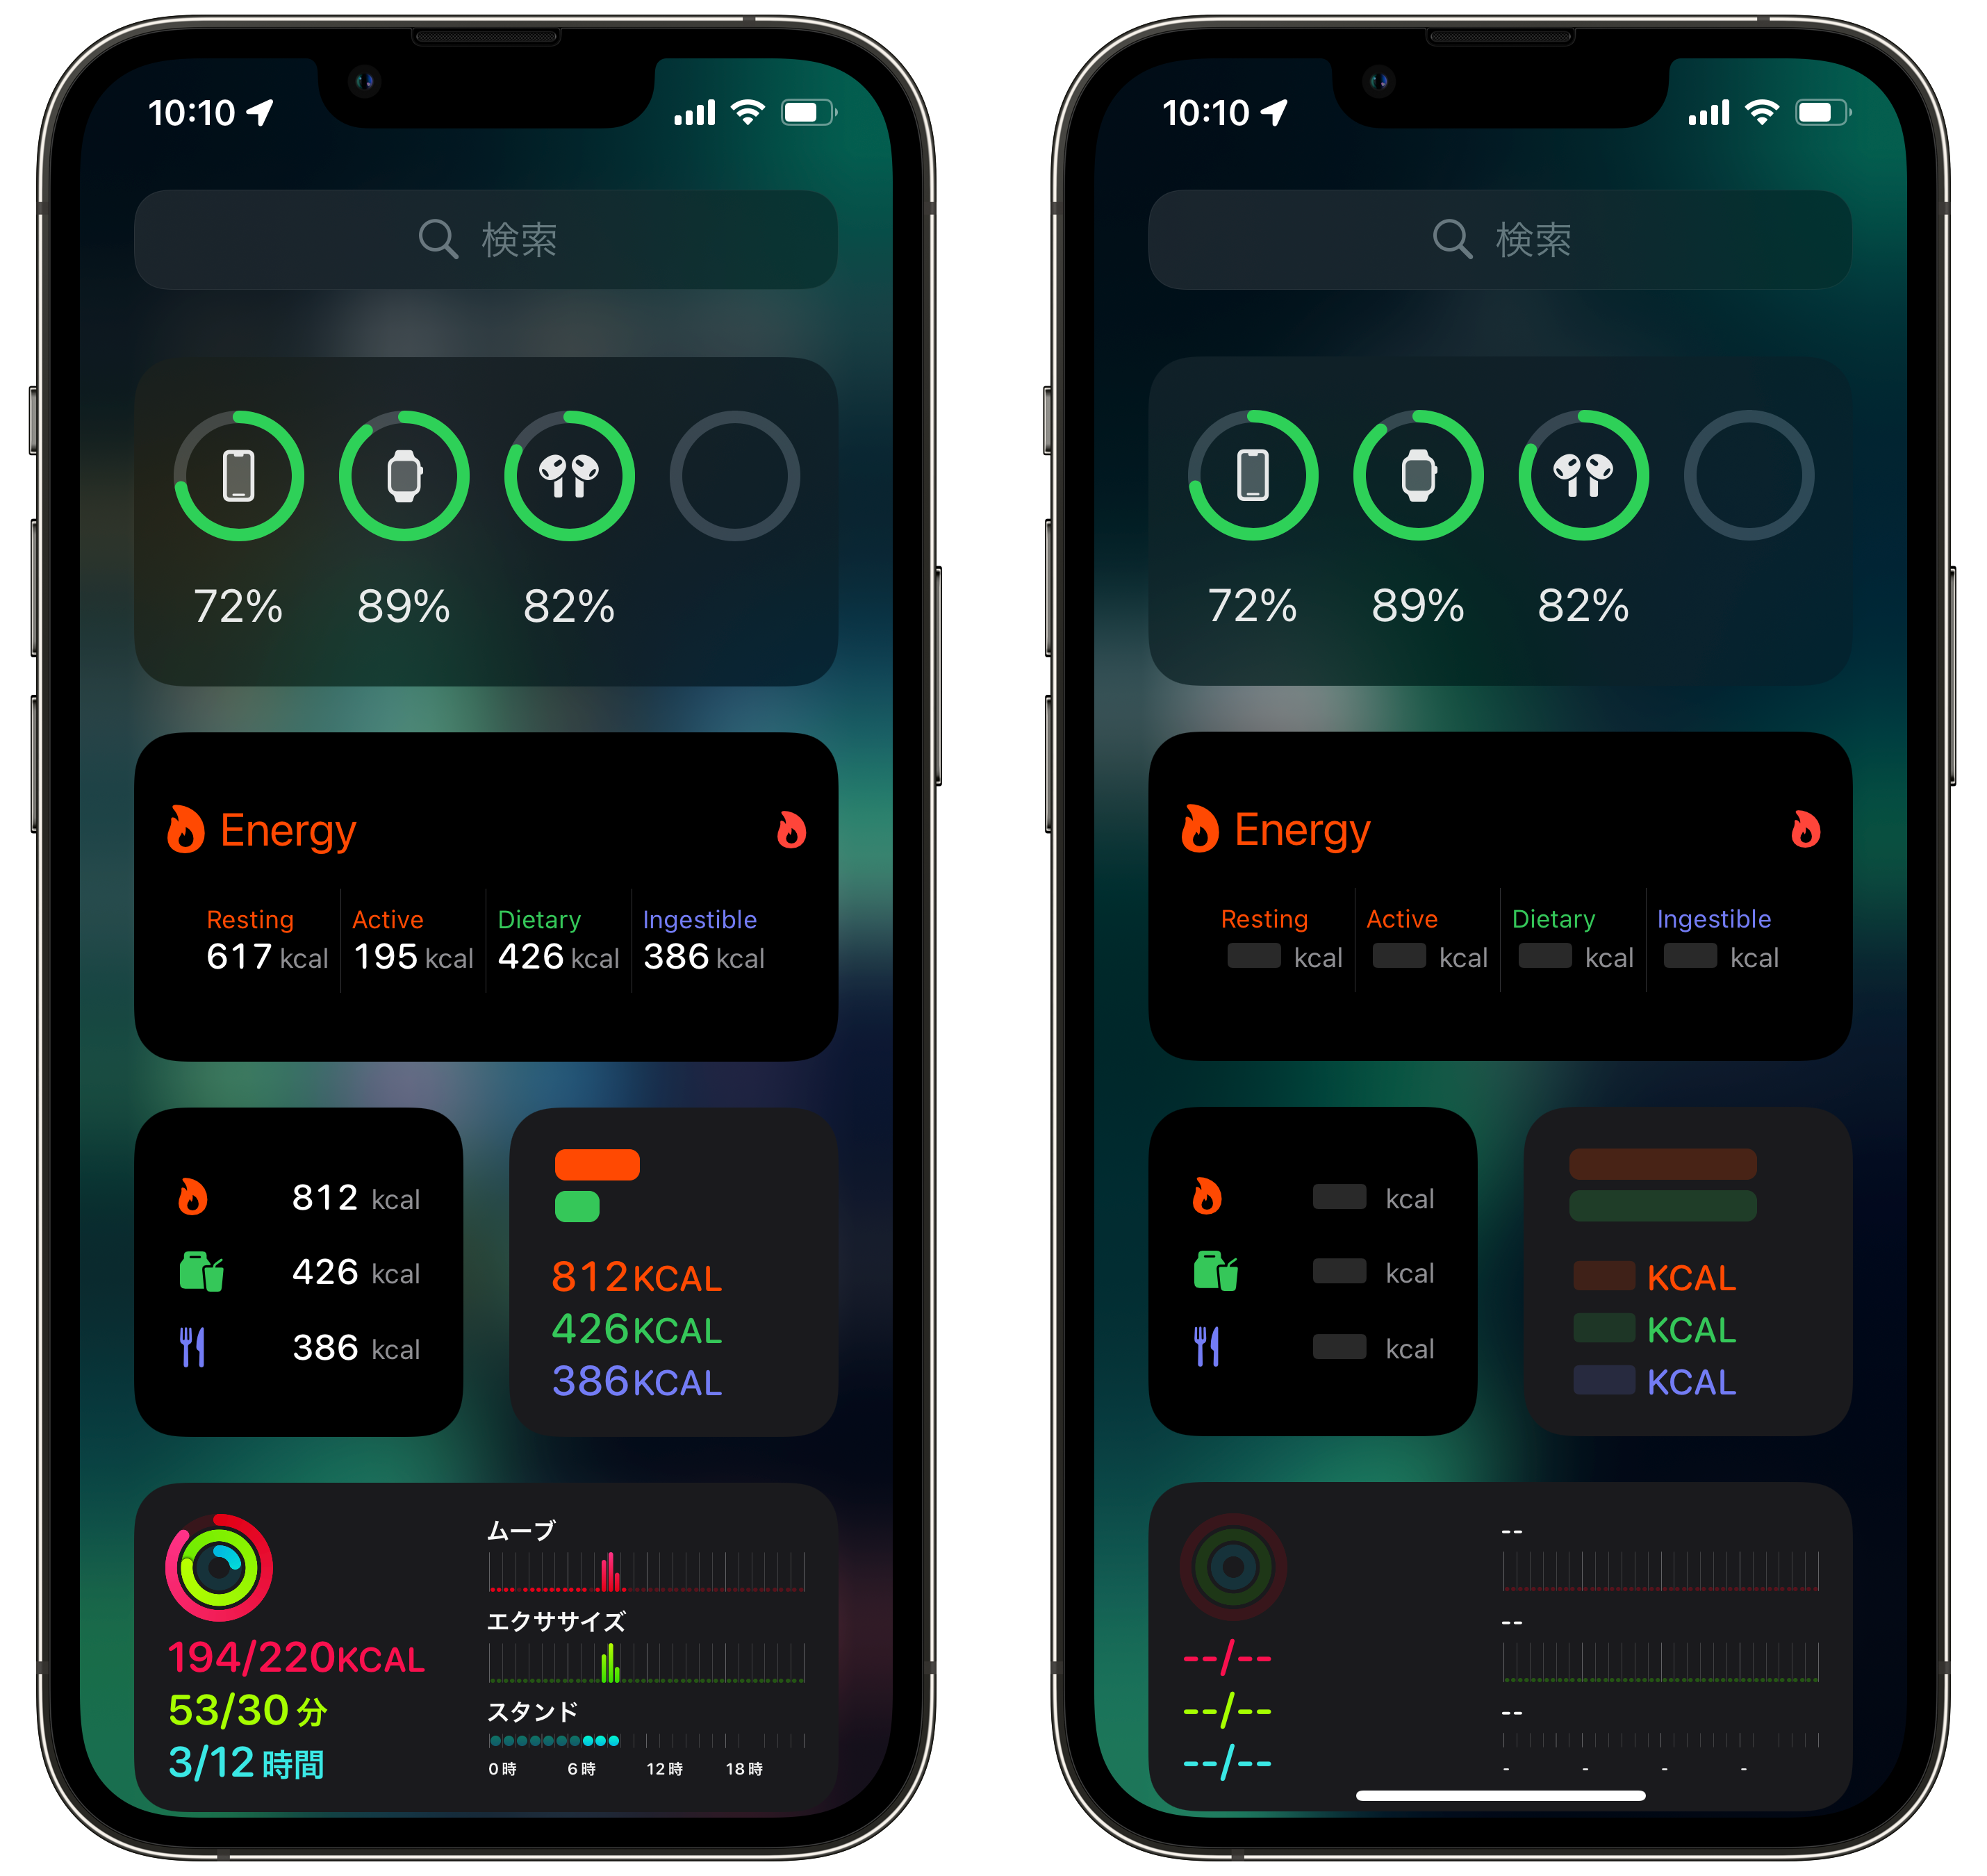 10:10
検索
72% 89% 82%
Energy
Resting Active Dietary Ingestible
617 kcal 195 kcal 426 kcal 386 kcal
812 kcal
426 kcal
386 kcal
812KCAL
426KCAL
386KCAL
194/220KCAL
53/30 分
3/12 時間
ムーブ
エクササイズ
スタンド
0時 6時 12時 18時
10:10
検索
72% 89% 82%
Energy
Resting Active Dietary Ingestible
kcal kcal kcal kcal
kcal
kcal
kcal
KCAL
KCAL
KCAL
--/--
--/--
--/--
--
--
--
- - - -